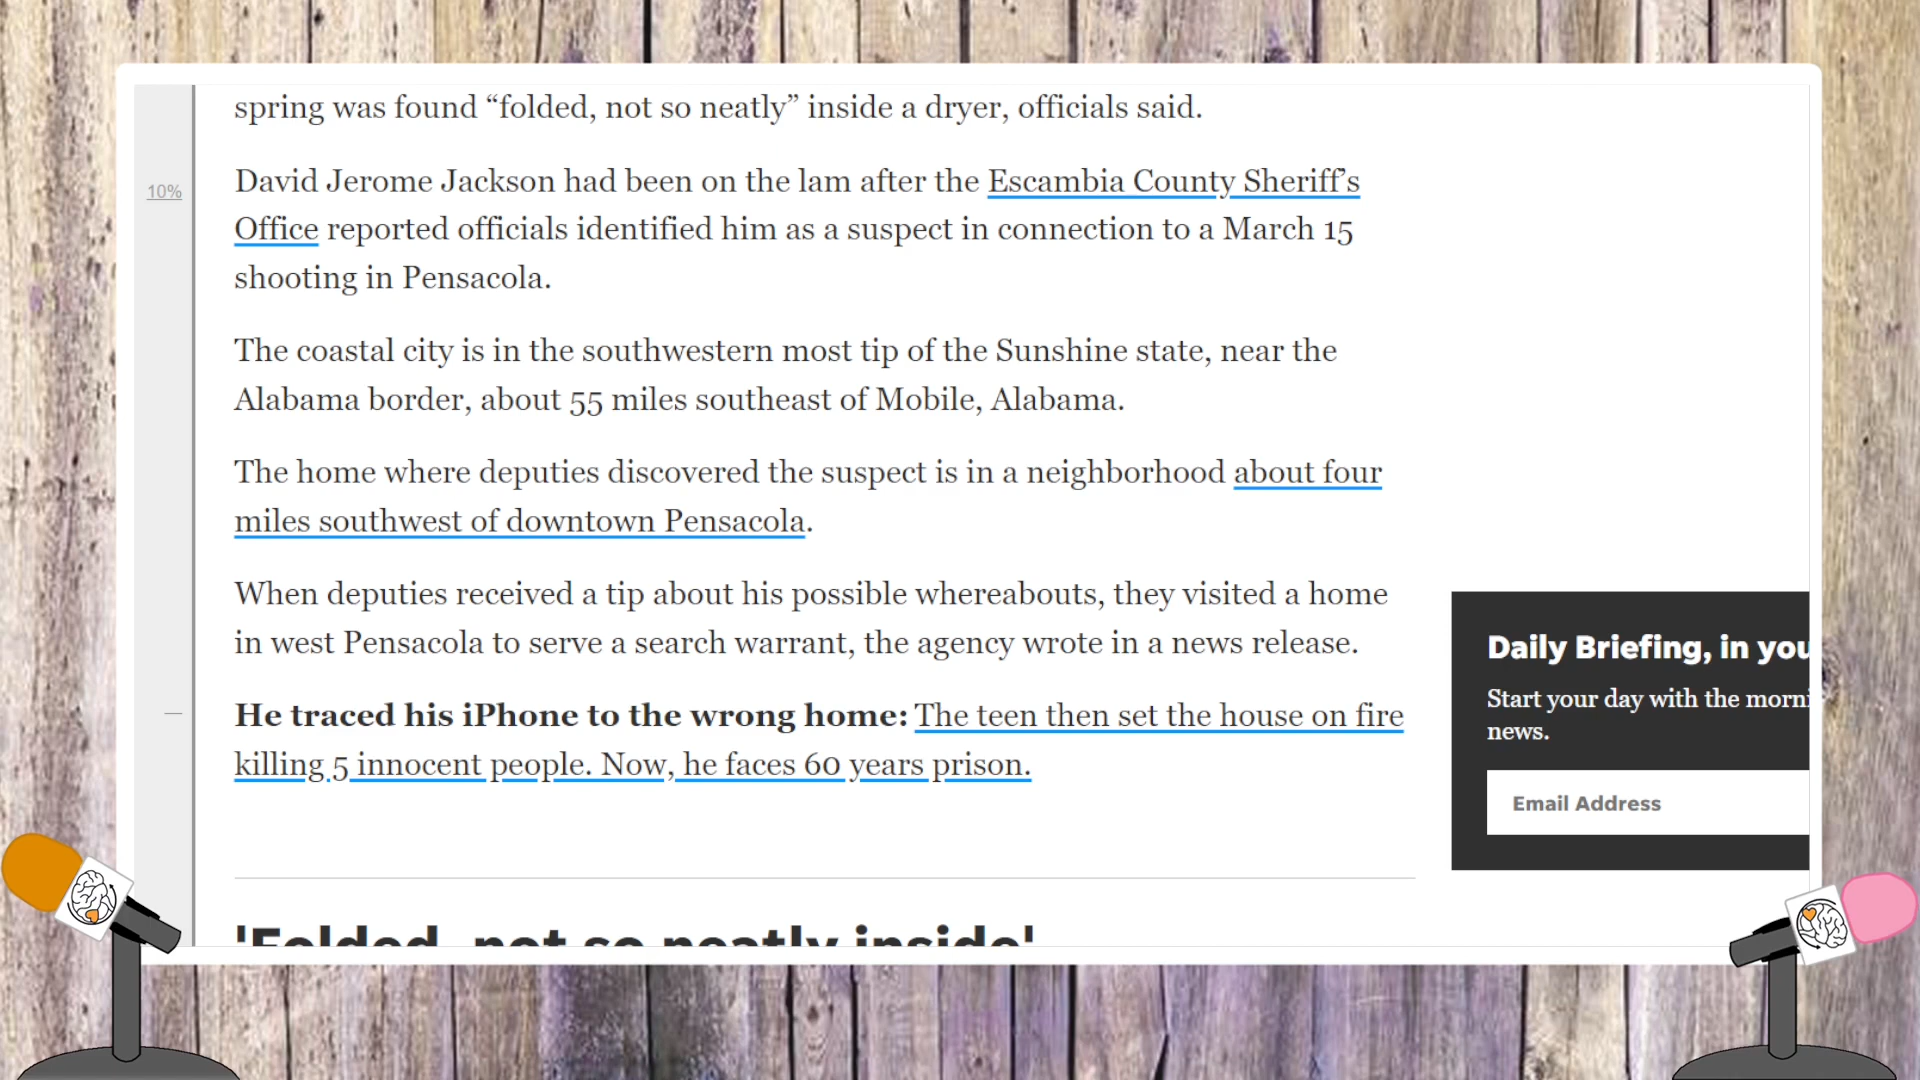 spring was found “folded, not so neatly” inside a dryer, officials said.
10%
David Jerome Jackson had been on the lam after the Escambia County Sheriff’s
Office reported officials identified him as a suspect in connection to a March 15
shooting in Pensacola.
The coastal city is in the southwestern most tip of the Sunshine state, near the
Alabama border, about 55 miles southeast of Mobile, Alabama.
The home where deputies discovered the suspect is in a neighborhood about four
miles southwest of downtown Pensacola.
When deputies received a tip about his possible whereabouts, they visited a home
in west Pensacola to serve a search warrant, the agency wrote in a news release.
He traced his iPhone to the wrong home: The teen then set the house on fire
killing 5 innocent people. Now, he faces 60 years prison.
Daily Briefing, in you
Start your day with the morni
news.
Email Address
'Folded, not so neatly inside'